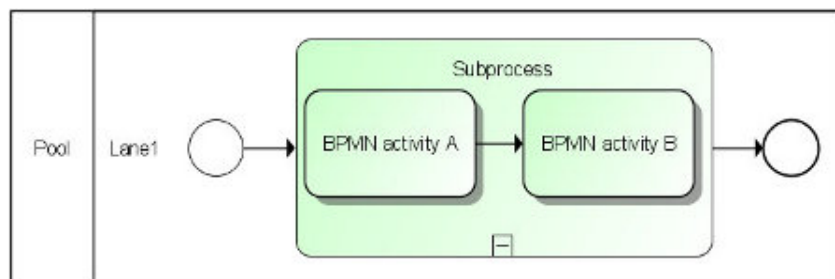 Pool
Lane1
Subprocess
BPMN activity A
BPMN activity B